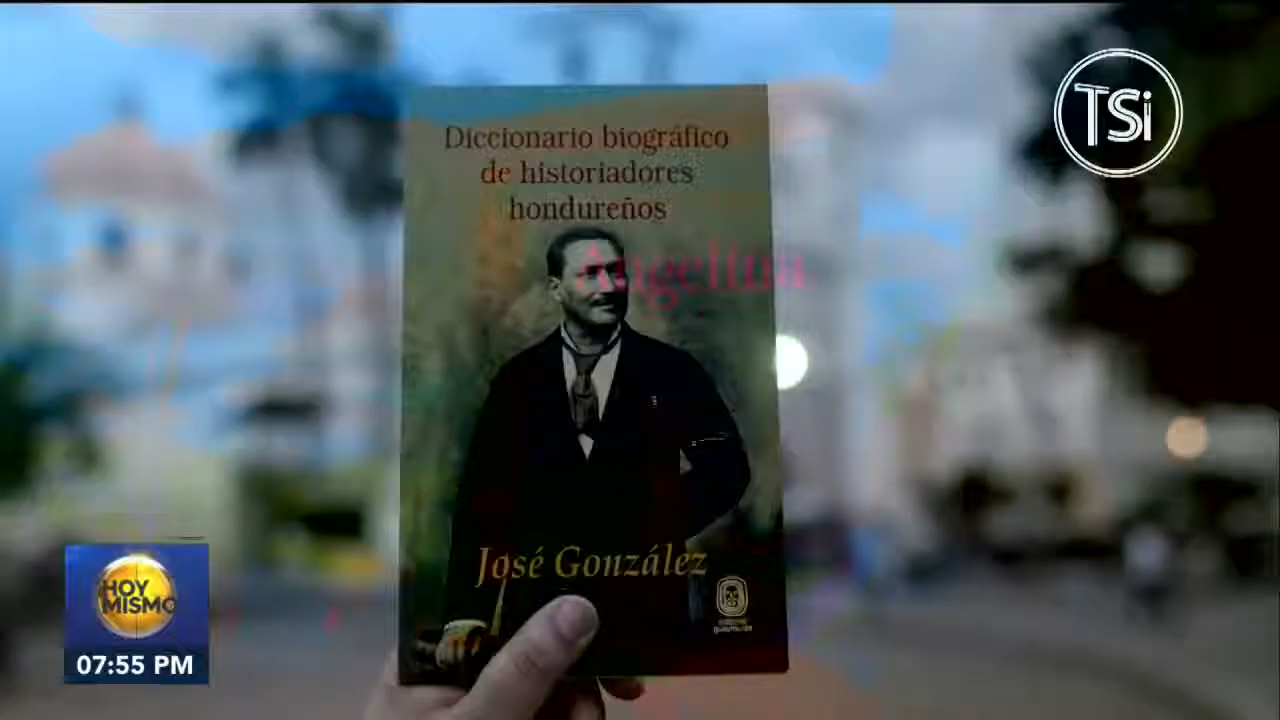 TSi
Diccionario biográfico
de historiadores
hondureños
Angelina
José González
HOY
MISMO
07:55 PM